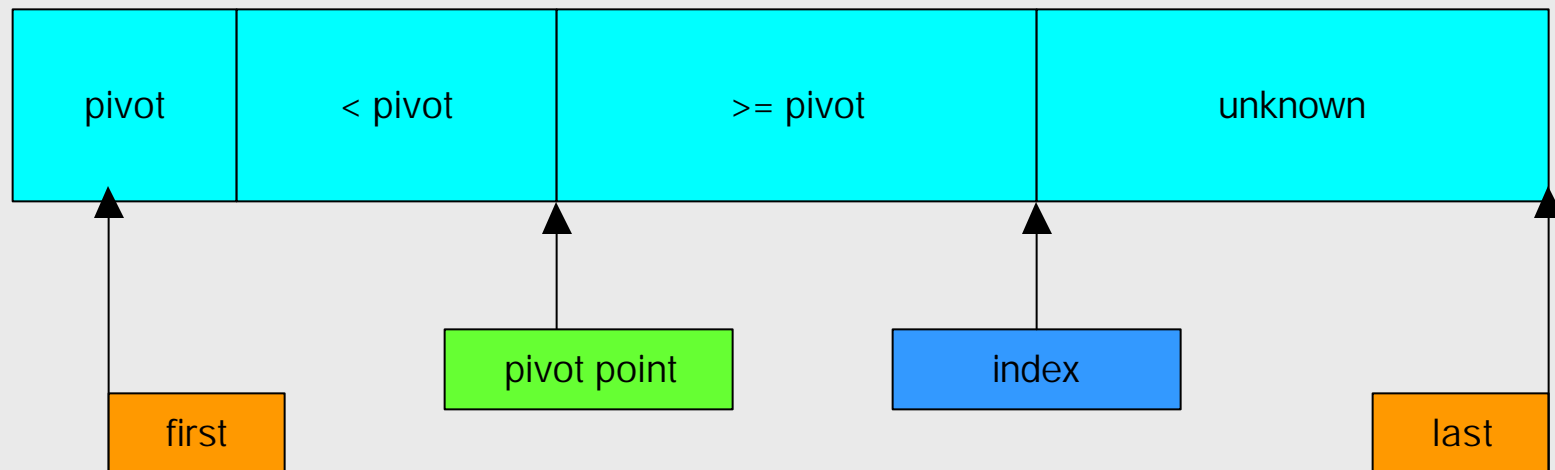 pivot
< pivot
>= pivot
unknown
pivot point
index
first
last